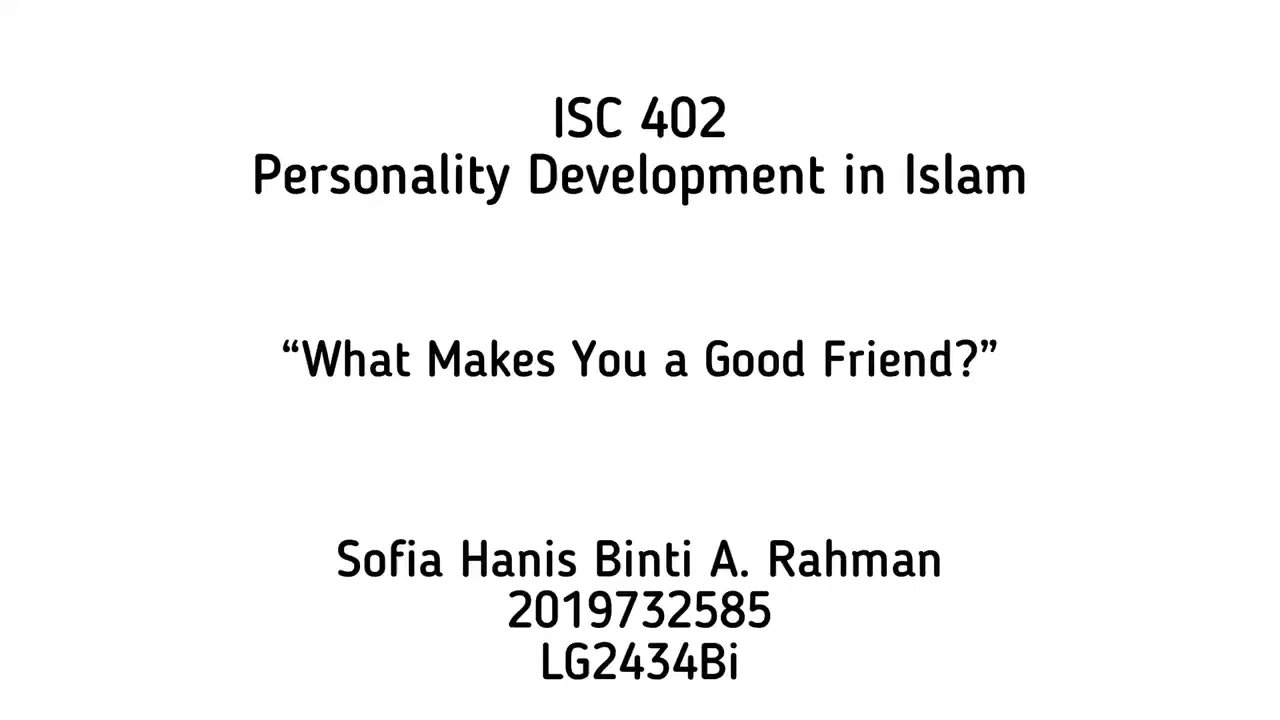 ISC 402
Personality Development in Islam
“What Makes You a Good Friend?”
Sofia Hanis Binti A. Rahman
2019732585
LG2434Bi